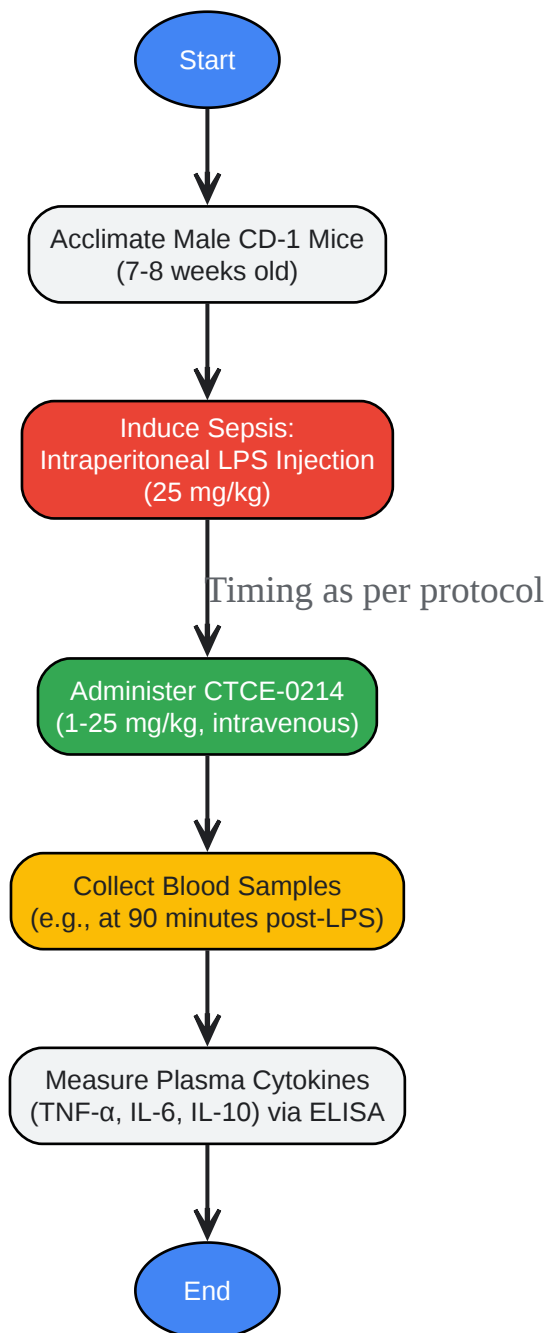 Start
Acclimate Male CD-1 Mice
(7-8 weeks old)
Induce Sepsis:
Intraperitoneal LPS Injection
(25 mg/kg)
Timing as per protocol
Administer CTCE-0214
(1-25 mg/kg, intravenous)
Collect Blood Samples
(e.g., at 90 minutes post-LPS)
Measure Plasma Cytokines
(TNF-α, IL-6, IL-10) via ELISA
End